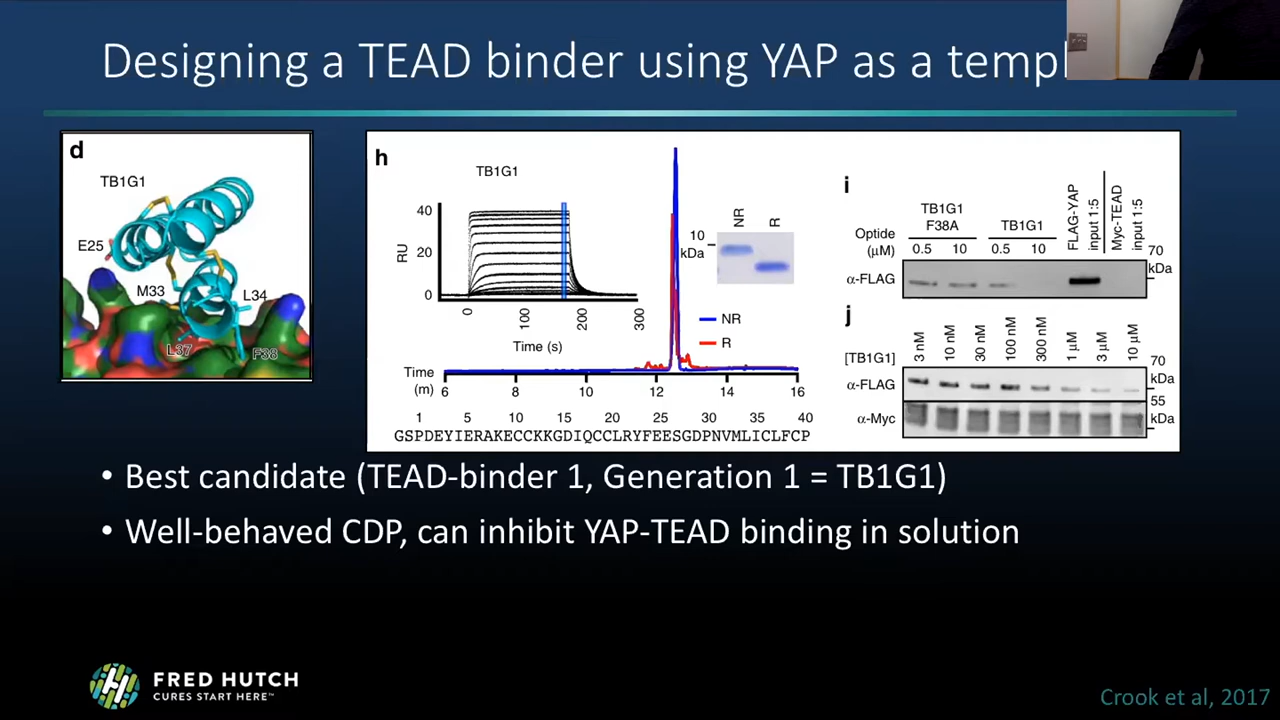 Designing a TEAD binder using YAP as a templ
d
TB1G1
E25
M33
L34
L37
F38
h
TB1G1
40
20
0
RU
0
100
200
300
Time (s)
10
kDa
NR
R
NR
R
Time
(m)
6
8
10
12
14
16
1 5 10 15 20 25 30 35 40
GSPDEYIERAKECCKKGDIQCCLRYFEESGDPNVMLICLFCP
i
TB1G1
F38A
TB1G1
FLAG-YAP
input 1:5
Myc-TEAD
input 1:5
Optide
(μM)
0.5 10 0.5 10
70
kDa
α-FLAG
j
[TB1G1]
3 nM
10 nM
30 nM
100 nM
300 nM
1 μM
3 μM
10 μM
70
kDa
α-FLAG
55
kDa
α-Myc
• Best candidate (TEAD-binder 1, Generation 1 = TB1G1)
• Well-behaved CDP, can inhibit YAP-TEAD binding in solution
FRED HUTCH
CURES START HERE™
Crook et al, 2017